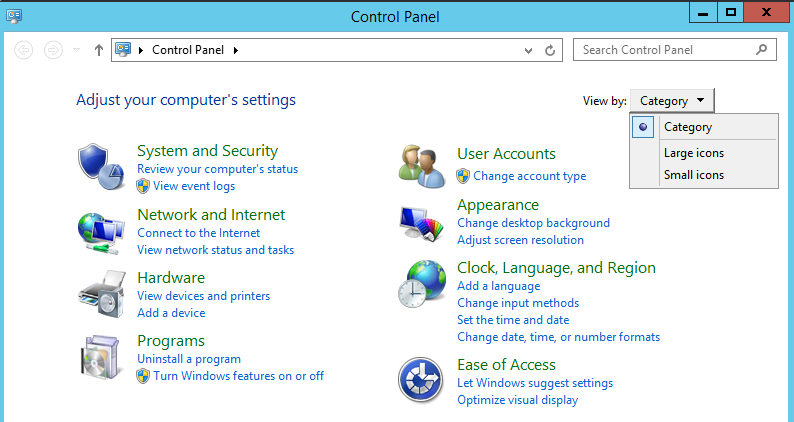 Control Panel
Control Panel
Search Control Panel
Adjust your computer's settings
View by: Category
Category
Large icons
Small icons
System and Security
Review your computer's status
View event logs
Network and Internet
Connect to the Internet
View network status and tasks
Hardware
View devices and printers
Add a device
Programs
Uninstall a program
Turn Windows features on or off
User Accounts
Change account type
Appearance
Change desktop background
Adjust screen resolution
Clock, Language, and Region
Add a language
Change input methods
Set the time and date
Change date, time, or number formats
Ease of Access
Let Windows suggest settings
Optimize visual display